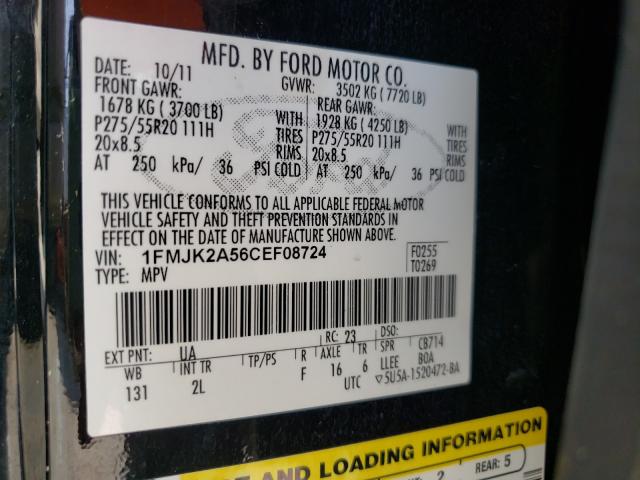 MFD. BY FORD MOTOR CO.
DATE: 10/11 GVWR: 3502 KG ( 7720 LB)
FRONT GAWR: REAR GAWR:
1678 KG ( 3700 LB) 1928 KG ( 4250 LB) WITH
P275/55R20 111H WITH TIRES P275/55R20 111H TIRES
20x8.5 RIMS 20x8.5 RIMS
AT 250 kPa/ 36 PSI COLD AT 250 kPa/ 36 PSI COLD
THIS VEHICLE CONFORMS TO ALL APPLICABLE FEDERAL MOTOR
VEHICLE SAFETY AND THEFT PREVENTION STANDARDS IN
EFFECT ON THE DATE OF MANUFACTURE SHOWN ABOVE.
VIN: 1FMJK2A56CEF08724 F0255
TYPE: MPV T0269
EXT PNT: UA RC: 23 DSO:
WB INT TR TP/PS R AXLE TR SPR CB714
131 2L F 16 6 LLEE BOA
UTC ▽5U5A-1520472-BA
E AND LOADING INFORMATION
2 REAR: 5